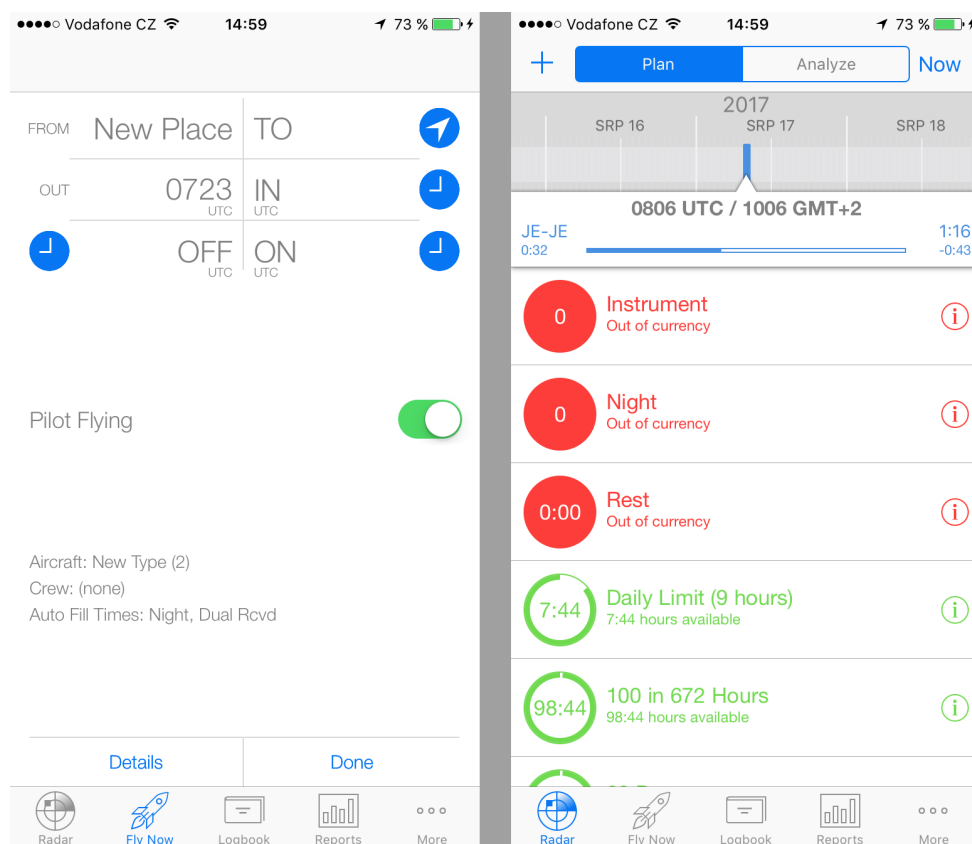 Vodafone CZ 14:59 73 %
FROM New Place TO
OUT 0723 IN
UTC UTC
OFF ON
UTC UTC
Pilot Flying
Aircraft: New Type (2)
Crew: (none)
Auto Fill Times: Night, Dual Rcvd
Details Done
Radar Fly Now Logbook Reports More
Vodafone CZ 14:59 73 %
+ Plan Analyze Now
2017
SRP 16 SRP 17 SRP 18
0806 UTC / 1006 GMT+2
JE-JE 1:16
0:32 -0:43
0 Instrument
Out of currency
0 Night
Out of currency
0:00 Rest
Out of currency
7:44 Daily Limit (9 hours)
7:44 hours available
98:44 100 in 672 Hours
98:44 hours available
Radar Fly Now Logbook Reports More